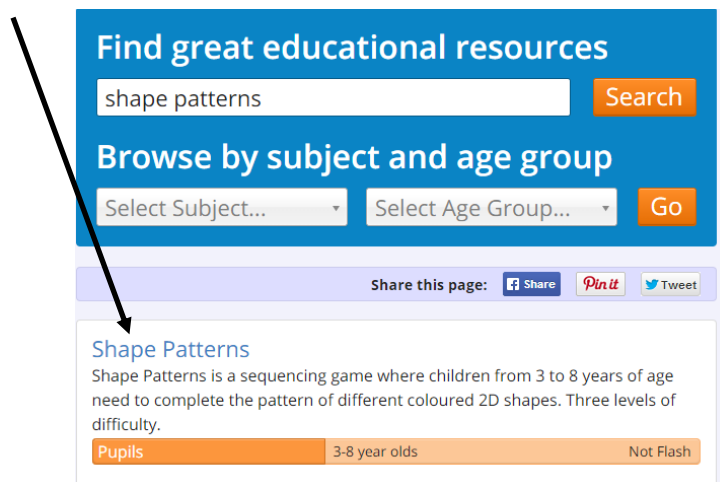 Find great educational resources
shape patterns Search
Browse by subject and age group
Select Subject... Select Age Group... Go
Share this page: Share Pinit Tweet
Shape Patterns
Shape Patterns is a sequencing game where children from 3 to 8 years of age
need to complete the pattern of different coloured 2D shapes. Three levels of
difficulty.
Pupils 3-8 year olds Not Flash